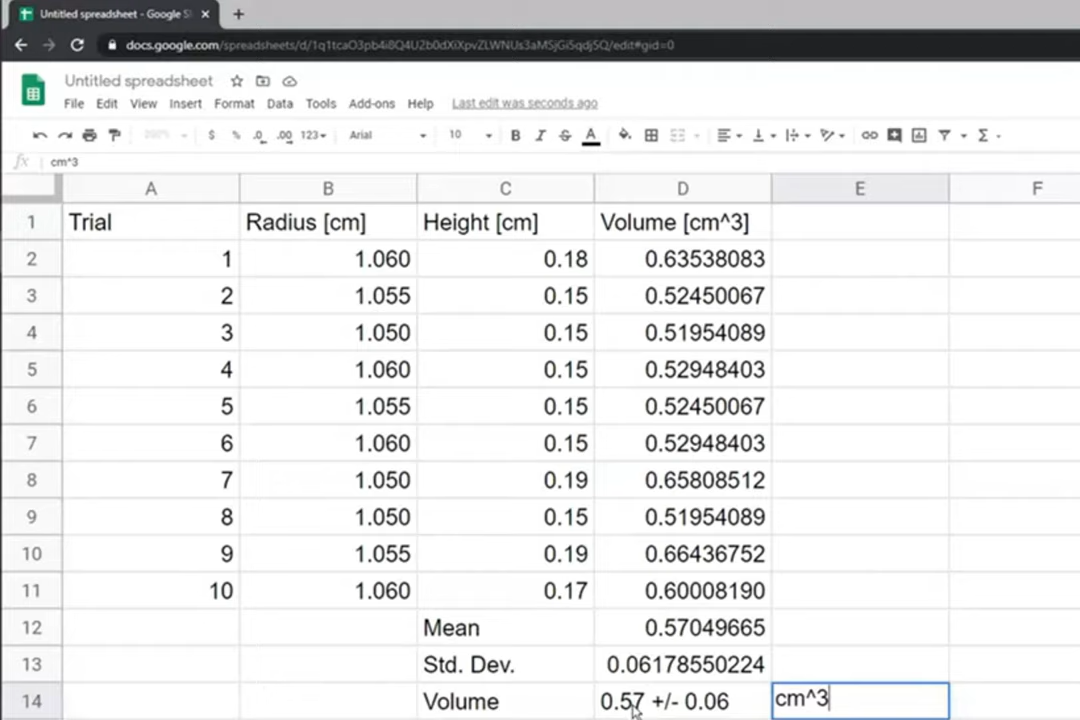 Untitled spreadsheet - Google S
docs.google.com/spreadsheets/d/1q1tcaO3pb4i8Q4U2b0dXiXpvZLWNUs3aMSjGi5qdj5Q/edit#gid=0
Untitled spreadsheet
File Edit View Insert Format Data Tools Add-ons Help Last edit was seconds ago
200% $ % .0 .00 123 Arial 10 B I S A
fx cm^3
A B C D E F
1 Trial Radius [cm] Height [cm] Volume [cm^3]
2 1 1.060 0.18 0.63538083
3 2 1.055 0.15 0.52450067
4 3 1.050 0.15 0.51954089
5 4 1.060 0.15 0.52948403
6 5 1.055 0.15 0.52450067
7 6 1.060 0.15 0.52948403
8 7 1.050 0.19 0.65808512
9 8 1.050 0.15 0.51954089
10 9 1.055 0.19 0.66436752
11 10 1.060 0.17 0.60008190
12 Mean 0.57049665
13 Std. Dev. 0.06178550224
14 Volume 0.57 +/- 0.06 cm^3